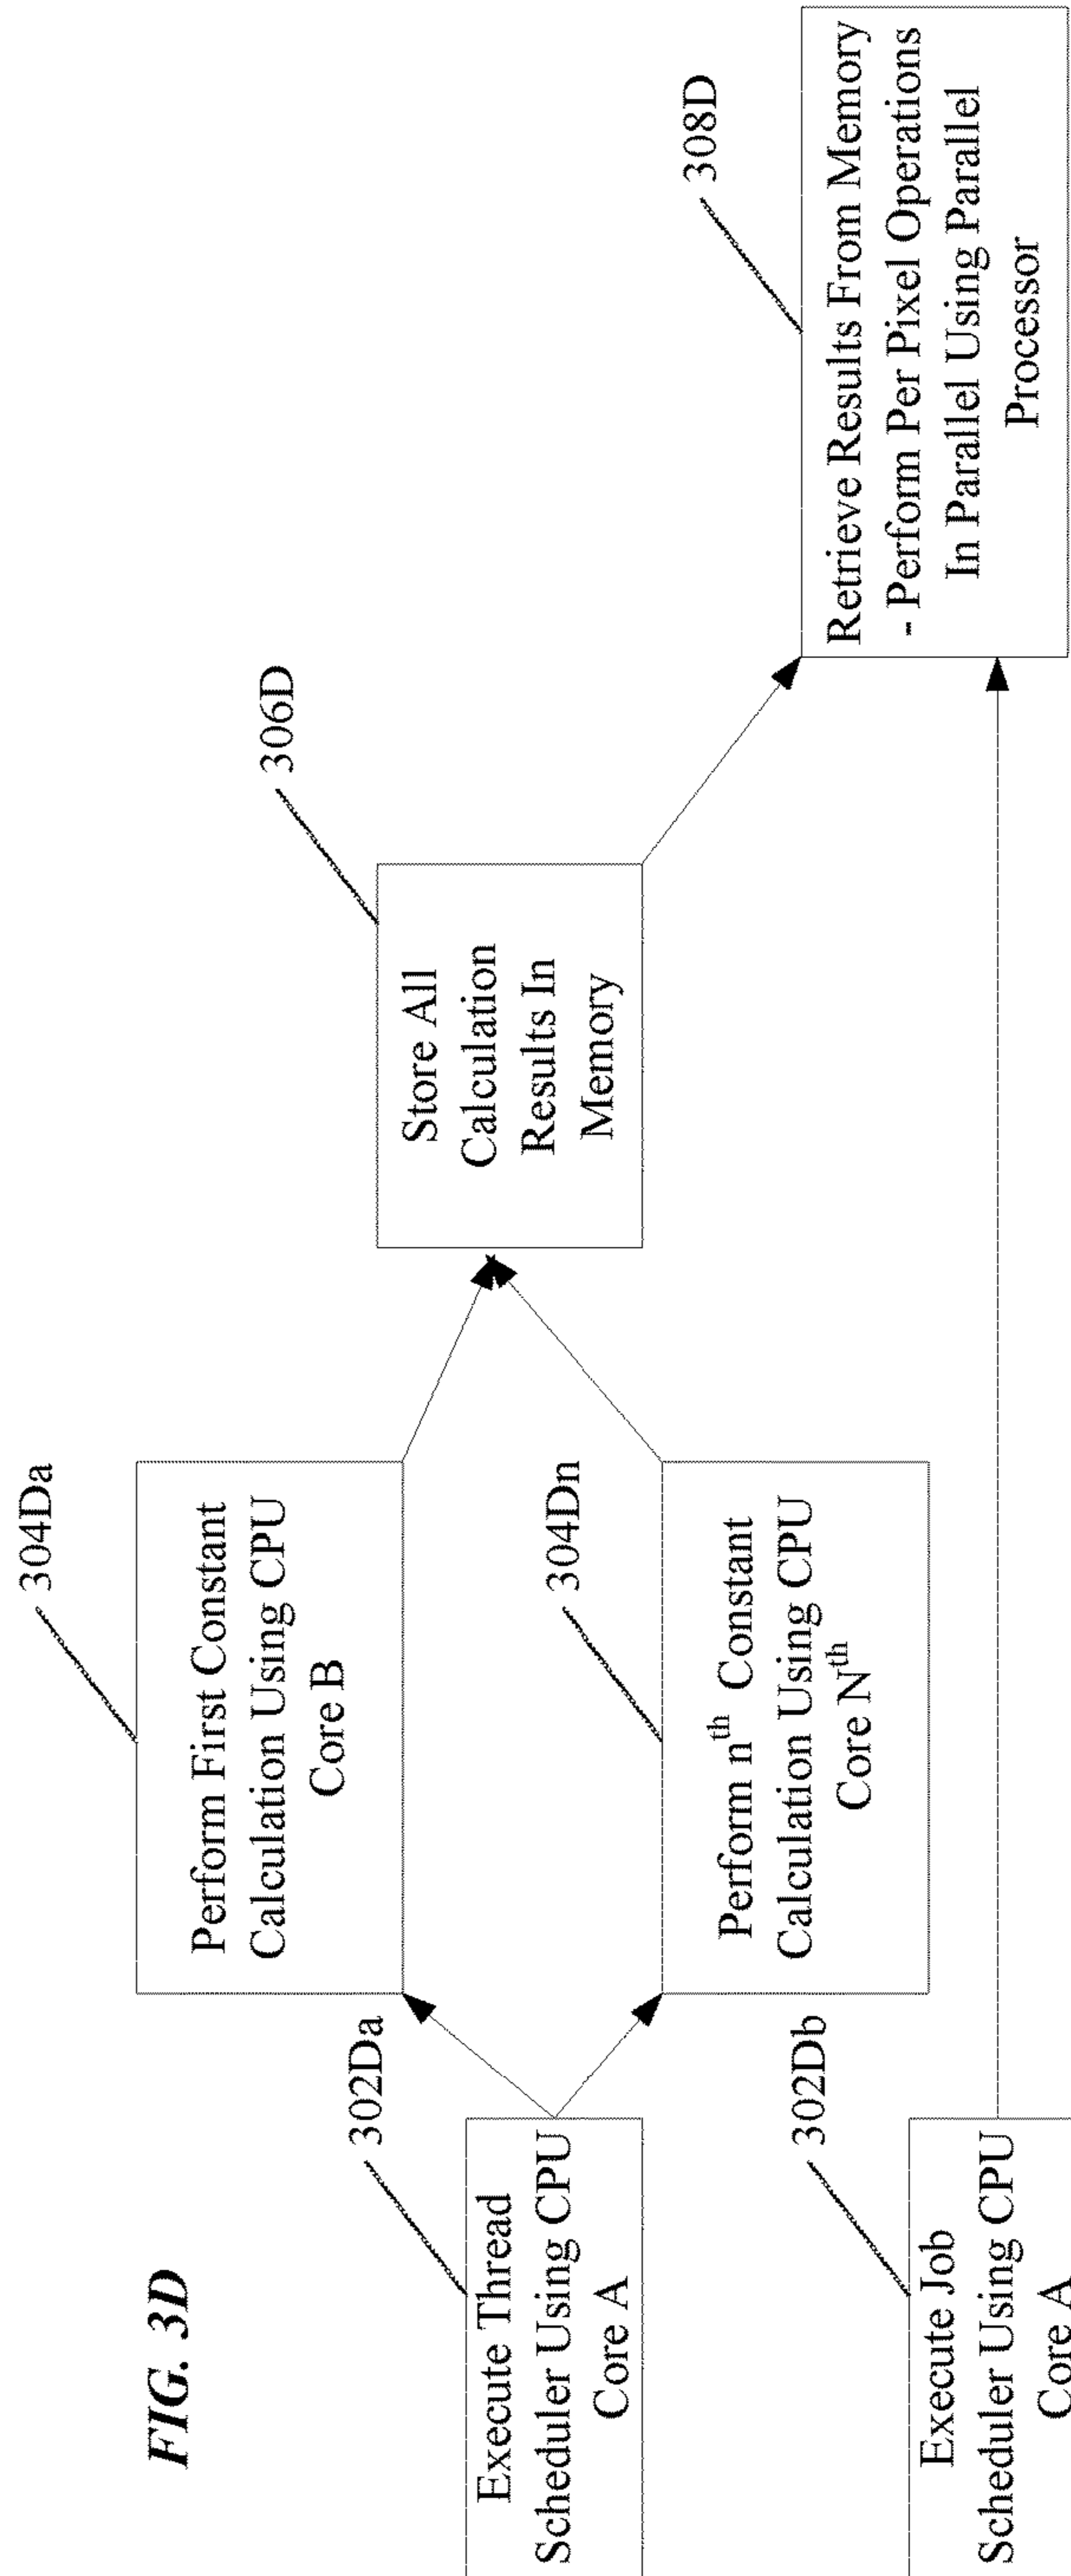 FIG. 3D
302Da
Execute Thread
Scheduler Using CPU
Core A
302Db
Execute Job
Scheduler Using CPU
Core A
304Da
Perform First Constant
Calculation Using CPU
Core B
304Dn
Perform nth Constant
Calculation Using CPU
Core Nth
306D
Store All
Calculation
Results In
Memory
308D
Retrieve Results From Memory
- Perform Per Pixel Operations
In Parallel Using Parallel
Processor